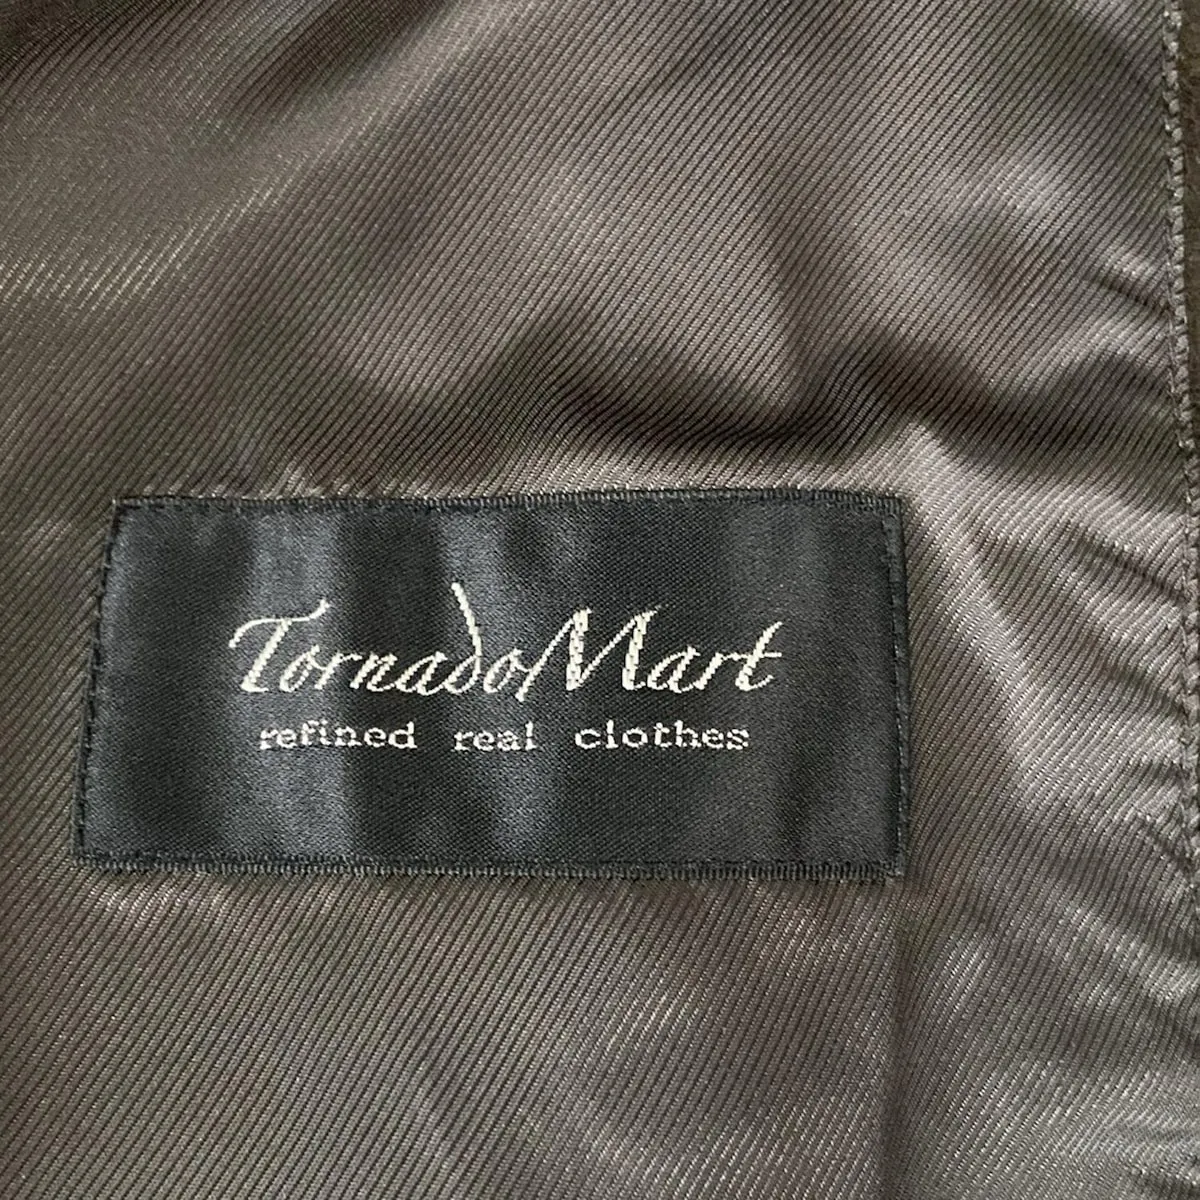 TornadoMart
refined real clothes